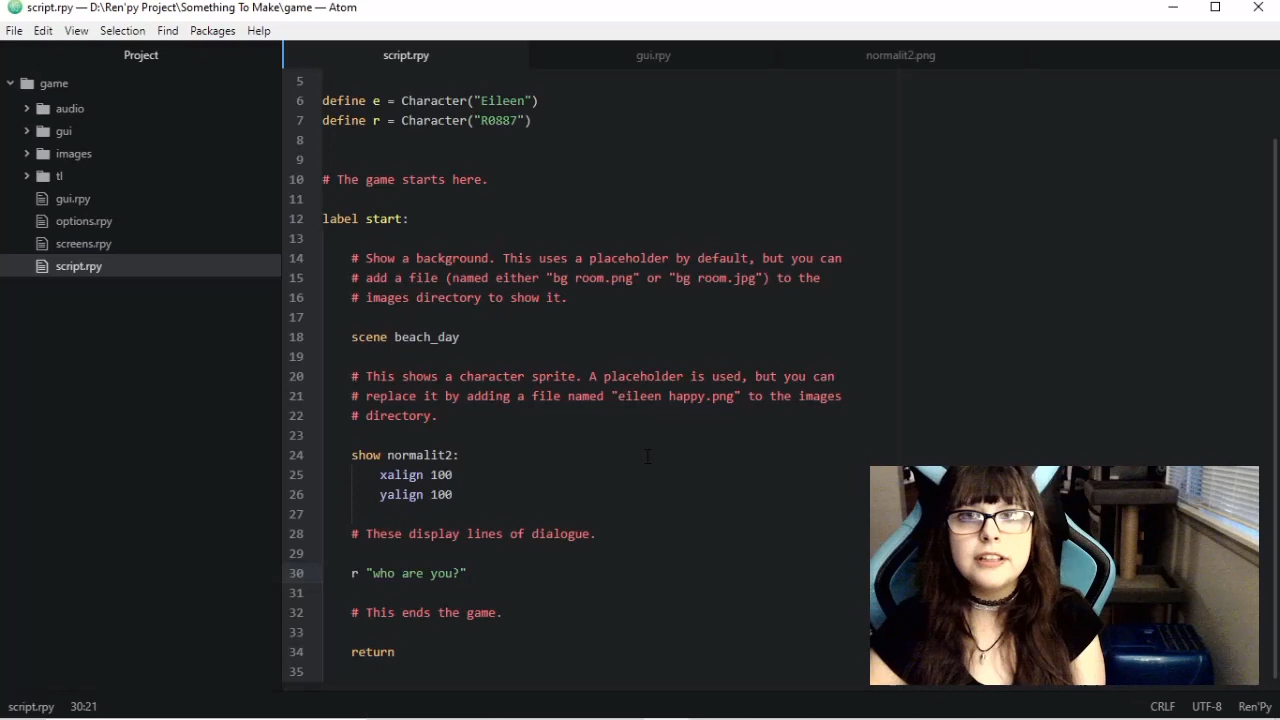 script.rpy — D:\Ren'py Project\Something To Make\game — Atom
File Edit View Selection Find Packages Help
Project
script.rpy
gui.rpy
normalit2.png
game
audio
gui
images
tl
gui.rpy
options.rpy
screens.rpy
script.rpy
5
6 define e = Character("Eileen")
7 define r = Character("R0887")
8
9
10 # The game starts here.
11
12 label start:
13
14 # Show a background. This uses a placeholder by default, but you can
15 # add a file (named either "bg room.png" or "bg room.jpg") to the
16 # images directory to show it.
17
18 scene beach_day
19
20 # This shows a character sprite. A placeholder is used, but you can
21 # replace it by adding a file named "eileen happy.png" to the images
22 # directory.
23
24 show normalit2:
25 xalign 100
26 yalign 100
27
28 # These display lines of dialogue.
29
30 r "who are you?"
31
32 # This ends the game.
33
34 return
35
script.rpy 30:21 CRLF UTF-8 Ren'Py